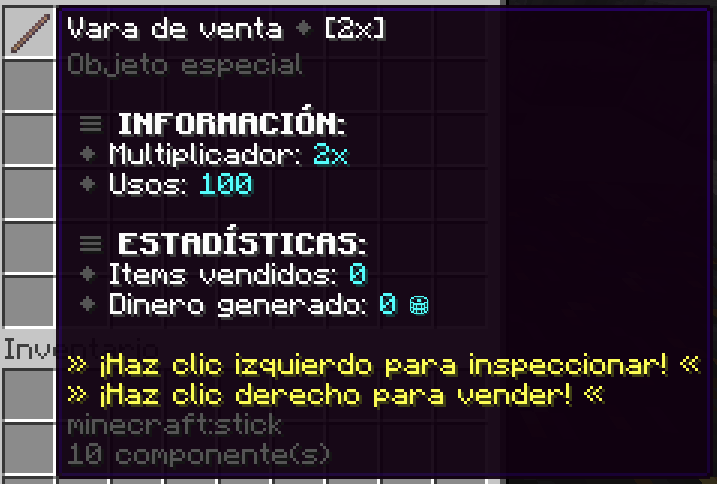 Vara de venta ◆ [2x]
Objeto especial
≡ INFORMACIÓN:
◆ Multiplicador: 2x
◆ Usos: 100
≡ ESTADÍSTICAS:
◆ Items vendidos: 0
◆ Dinero generado: 0 ⛃
Inventario
» ¡Haz clic izquierdo para inspeccionar! «
» ¡Haz clic derecho para vender! «
minecraft:stick
10 componente(s)